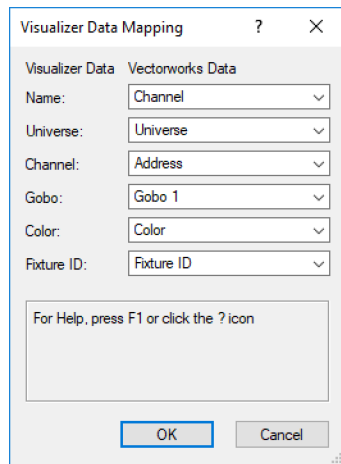 Visualizer Data Mapping ? ×
Visualizer Data Vectorworks Data
Name: Channel
Universe: Universe
Channel: Address
Gobo: Gobo 1
Color: Color
Fixture ID: Fixture ID
For Help, press F1 or click the ? icon
OK Cancel